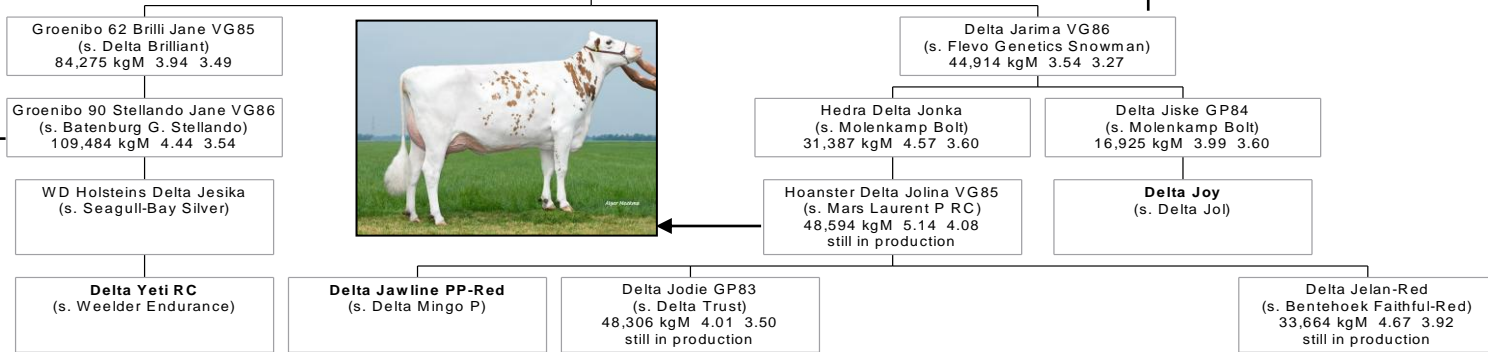 Groenibo 62 Brilli Jane VG85
(s. Delta Brilliant)
84,275 kgM 3.94 3.49
Delta Jarima VG86
(s. Flevo Genetics Snowman)
44,914 kgM 3.54 3.27
Groenibo 90 Stellando Jane VG86
(s. Batenburg G. Stellando)
109,484 kgM 4.44 3.54
Hedra Delta Jonka
(s. Molenkamp Bolt)
31,387 kgM 4.57 3.60
Delta Jiske GP84
(s. Molenkamp Bolt)
16,925 kgM 3.99 3.60
WD Holsteins Delta Jesika
(s. Seagull-Bay Silver)
Hoanster Delta Jolina VG85
(s. Mars Laurent P RC)
48,594 kgM 5.14 4.08
still in production
Delta Joy
(s. Delta Jol)
Delta Yeti RC
(s. Weelder Endurance)
Delta Jawline PP-Red
(s. Delta Mingo P)
Delta Jodie GP83
(s. Delta Trust)
48,306 kgM 4.01 3.50
still in production
Delta Jelan-Red
(s. Bentehoek Faithful-Red)
33,664 kgM 4.67 3.92
still in production